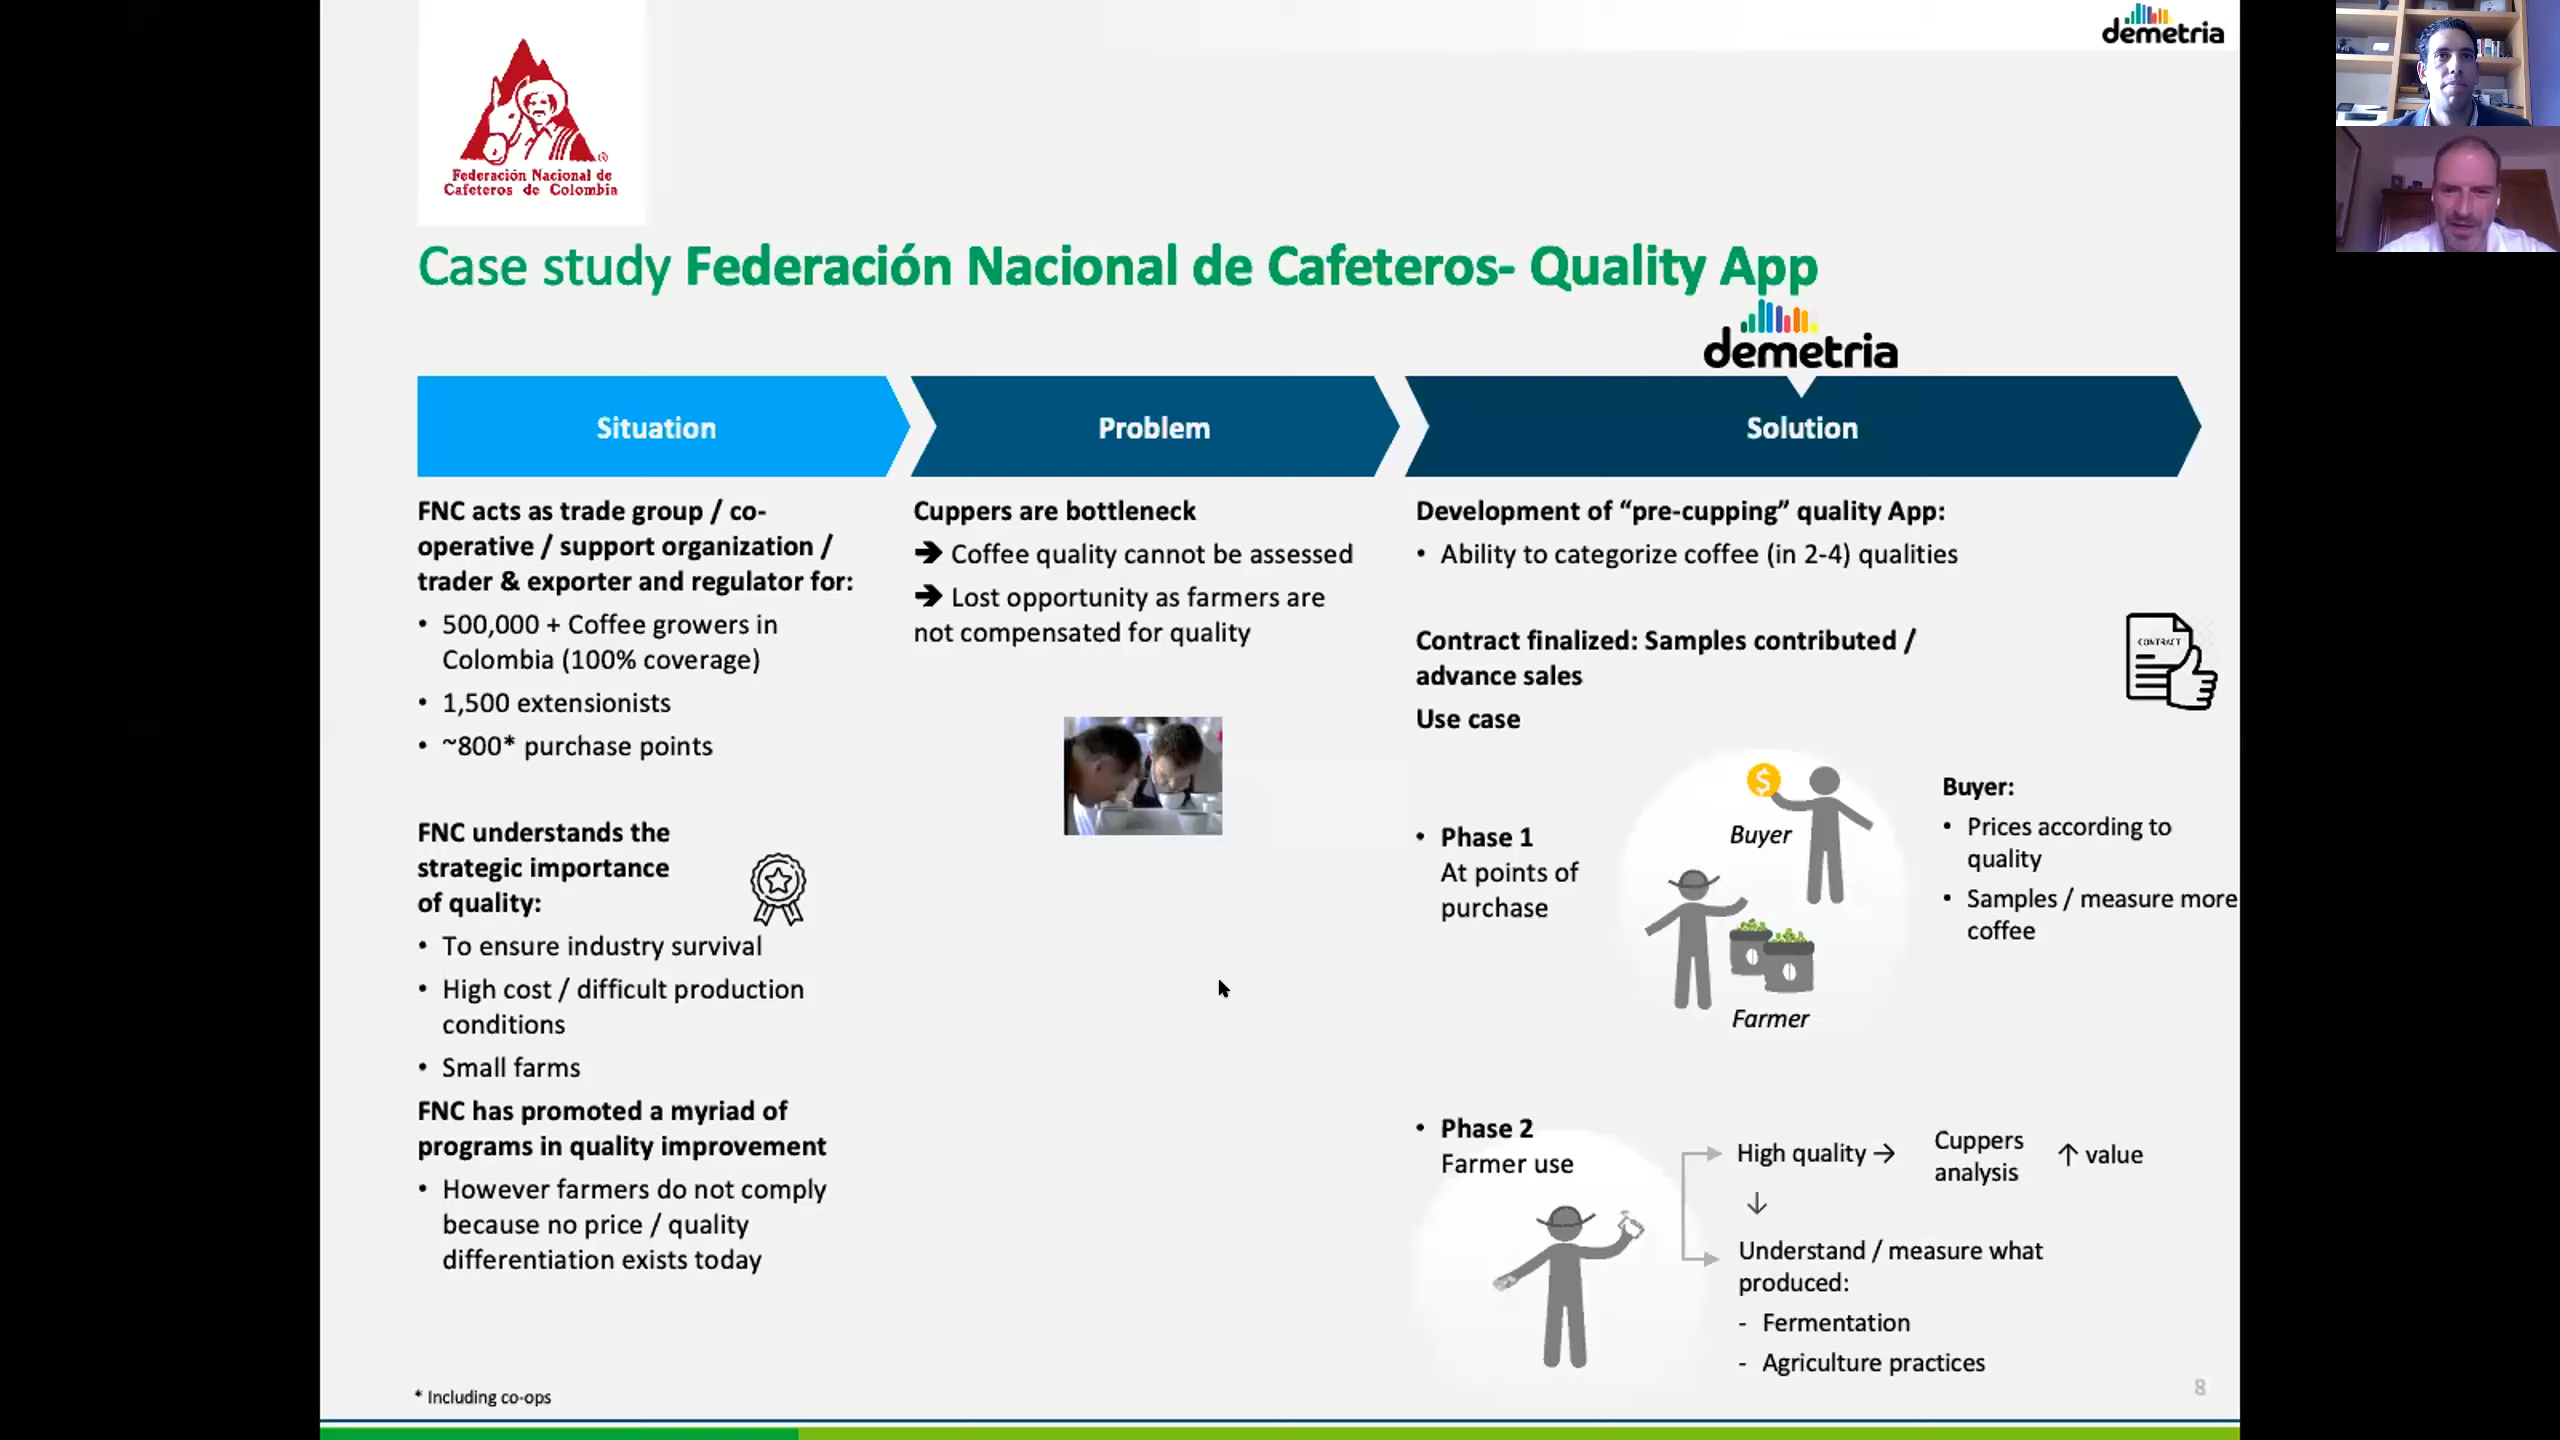 demetria
Federación Nacional de
Cafeteros de Colombia
®
Case study Federación Nacional de Cafeteros- Quality App
demetria
Situation
Problem
Solution
FNC acts as trade group / co-
operative / support organization /
trader & exporter and regulator for:
• 500,000 + Coffee growers in
Colombia (100% coverage)
• 1,500 extensionists
• ~800* purchase points
FNC understands the
strategic importance
of quality:
• To ensure industry survival
• High cost / difficult production
conditions
• Small farms
FNC has promoted a myriad of
programs in quality improvement
• However farmers do not comply
because no price / quality
differentiation exists today
* Including co-ops
Cuppers are bottleneck
➔ Coffee quality cannot be assessed
➔ Lost opportunity as farmers are
not compensated for quality
Development of “pre-cupping” quality App:
• Ability to categorize coffee (in 2-4) qualities
Contract finalized: Samples contributed /
advance sales
CONTRACT
Use case
• Phase 1
At points of
purchase
$
Buyer
Farmer
Buyer:
• Prices according to
quality
• Samples / measure more
coffee
• Phase 2
Farmer use
High quality →
Cuppers
analysis
↑ value
↓
Understand / measure what
produced:
- Fermentation
- Agriculture practices
8